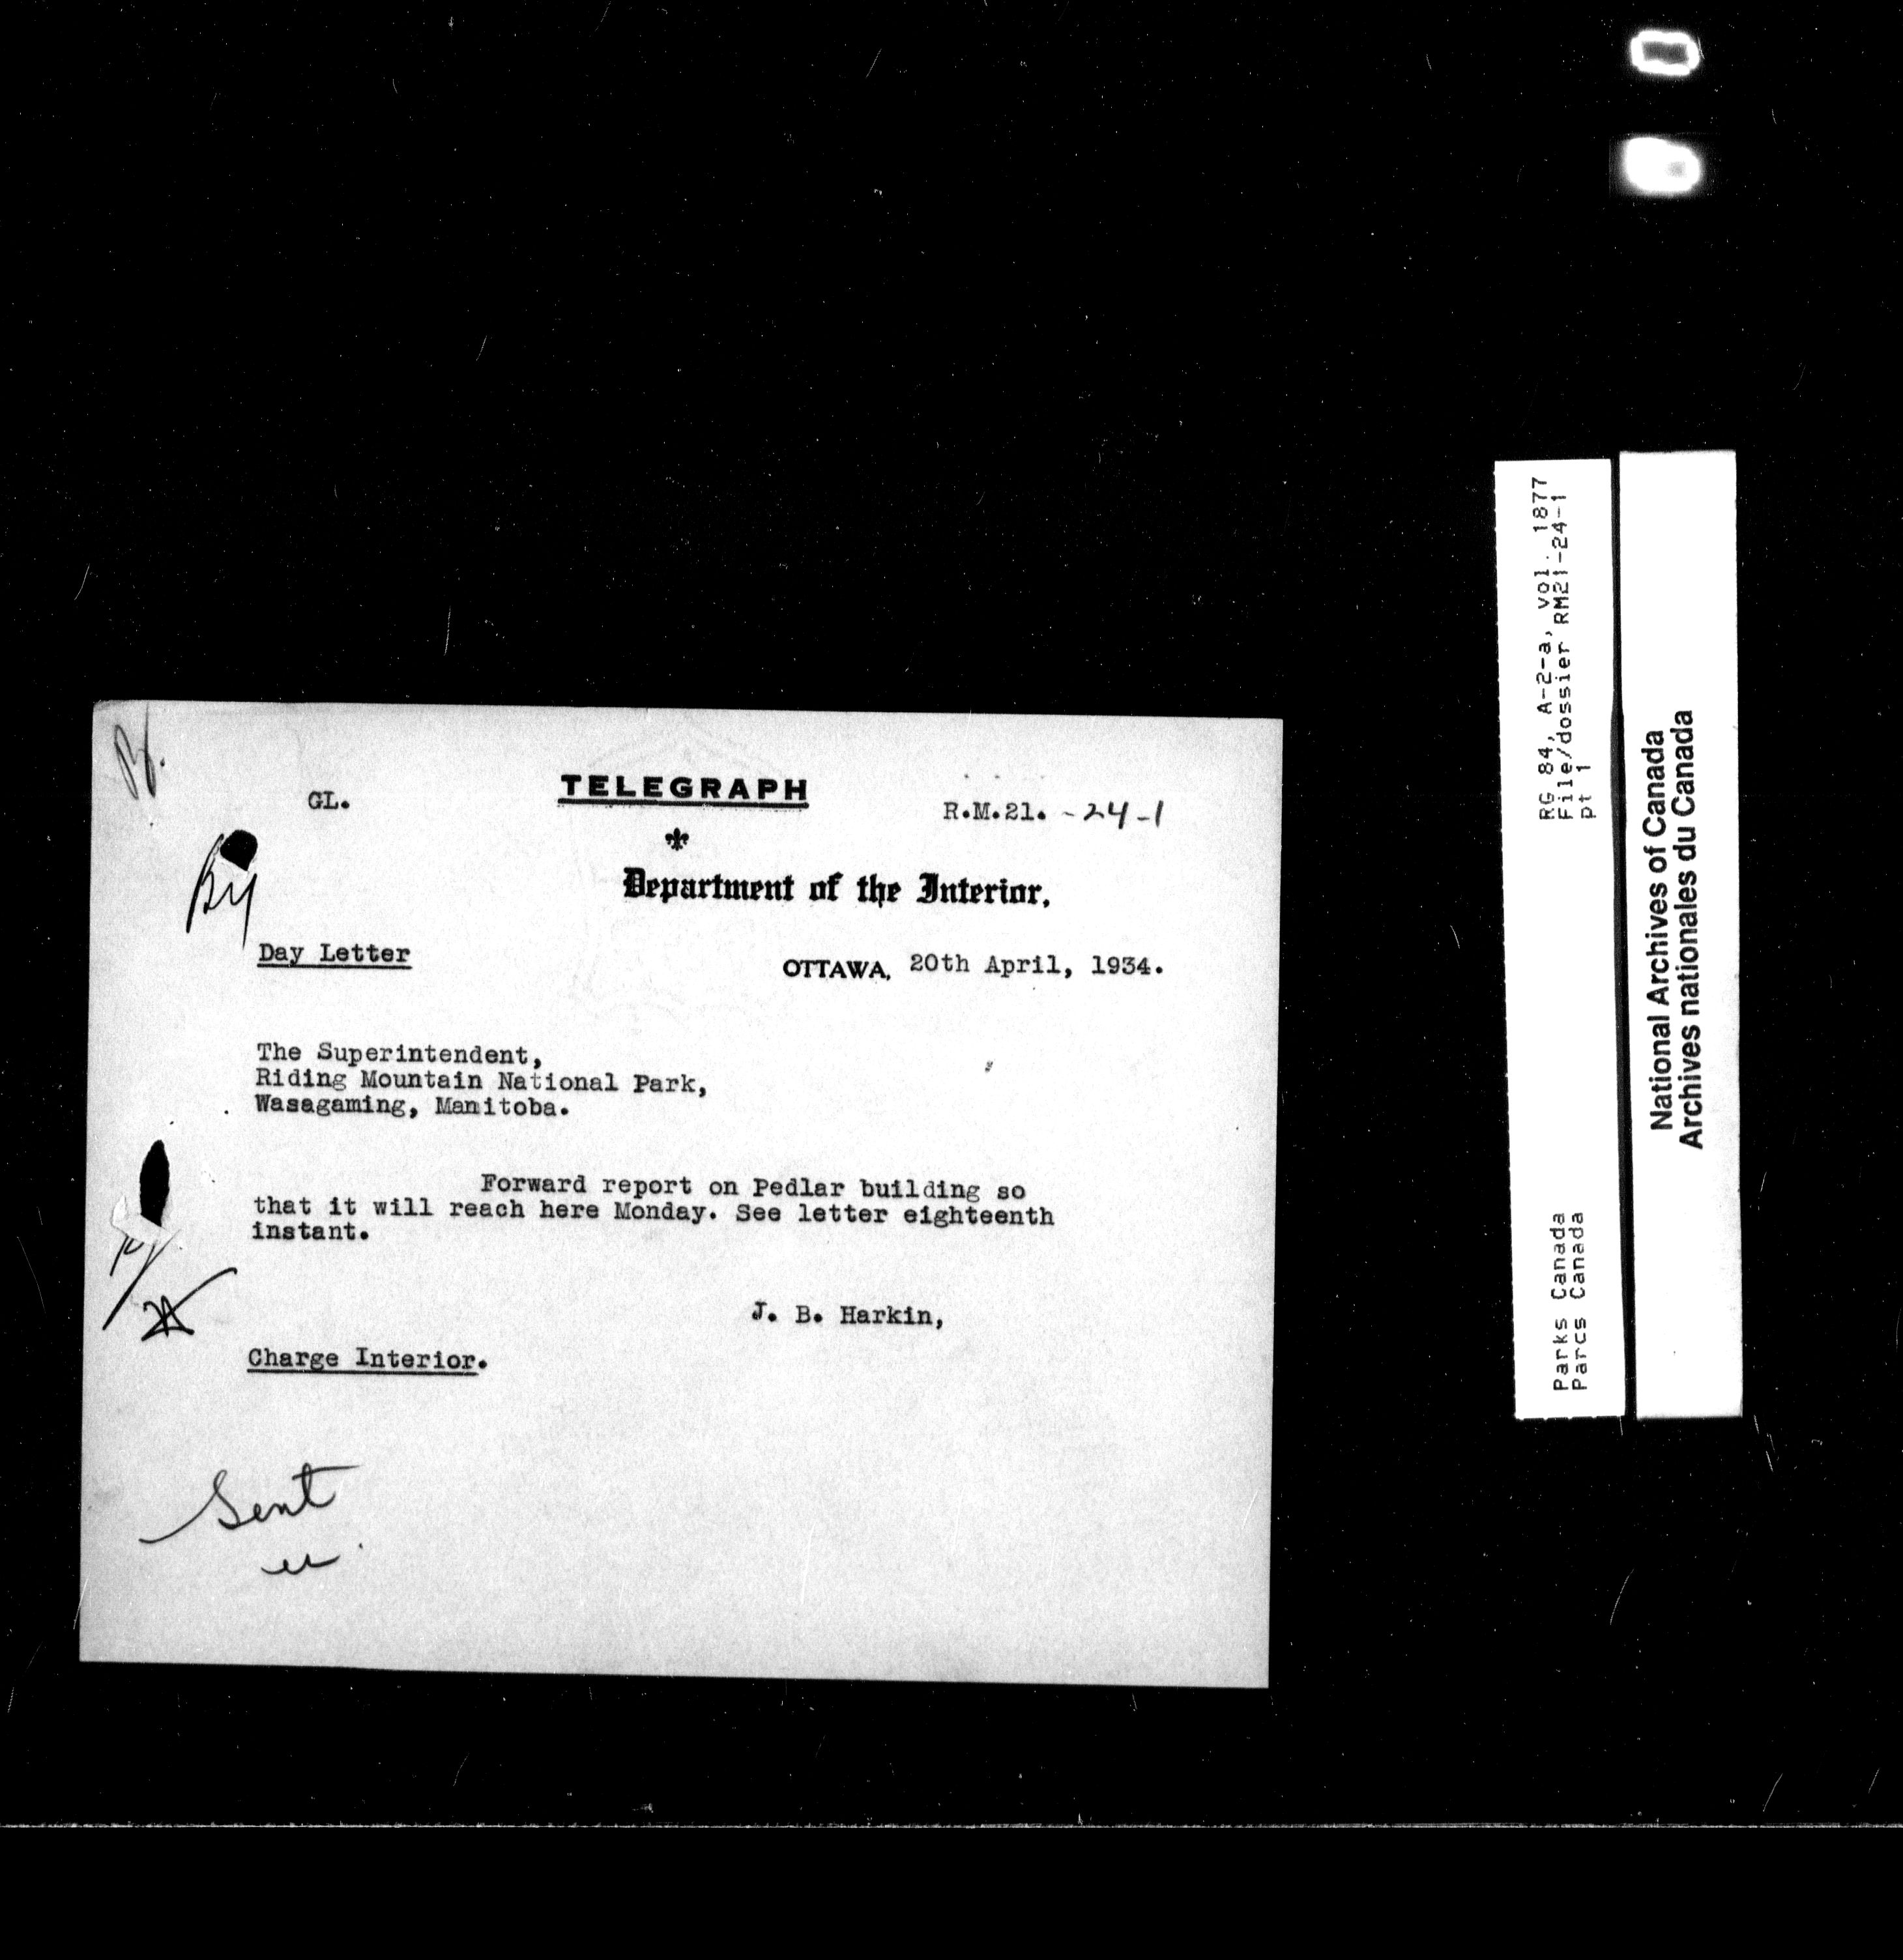 GL.
TELEGRAPH
R.M.21. -24-1
Department of the Interior,
Day Letter
OTTAWA, 20th April, 1934.
The Superintendent,
Riding Mountain National Park,
Wasagaming, Manitoba.
Forward report on Pedlar building so
that it will reach here Monday. See letter eighteenth
instant.
J. B. Harkin,
Charge Interior.
Sent
RG 84, A-2-a, vol. 1877
File/dossier RM21-24-1
pt 1
Parks Canada
Parcs Canada
National Archives of Canada
Archives nationales du Canada